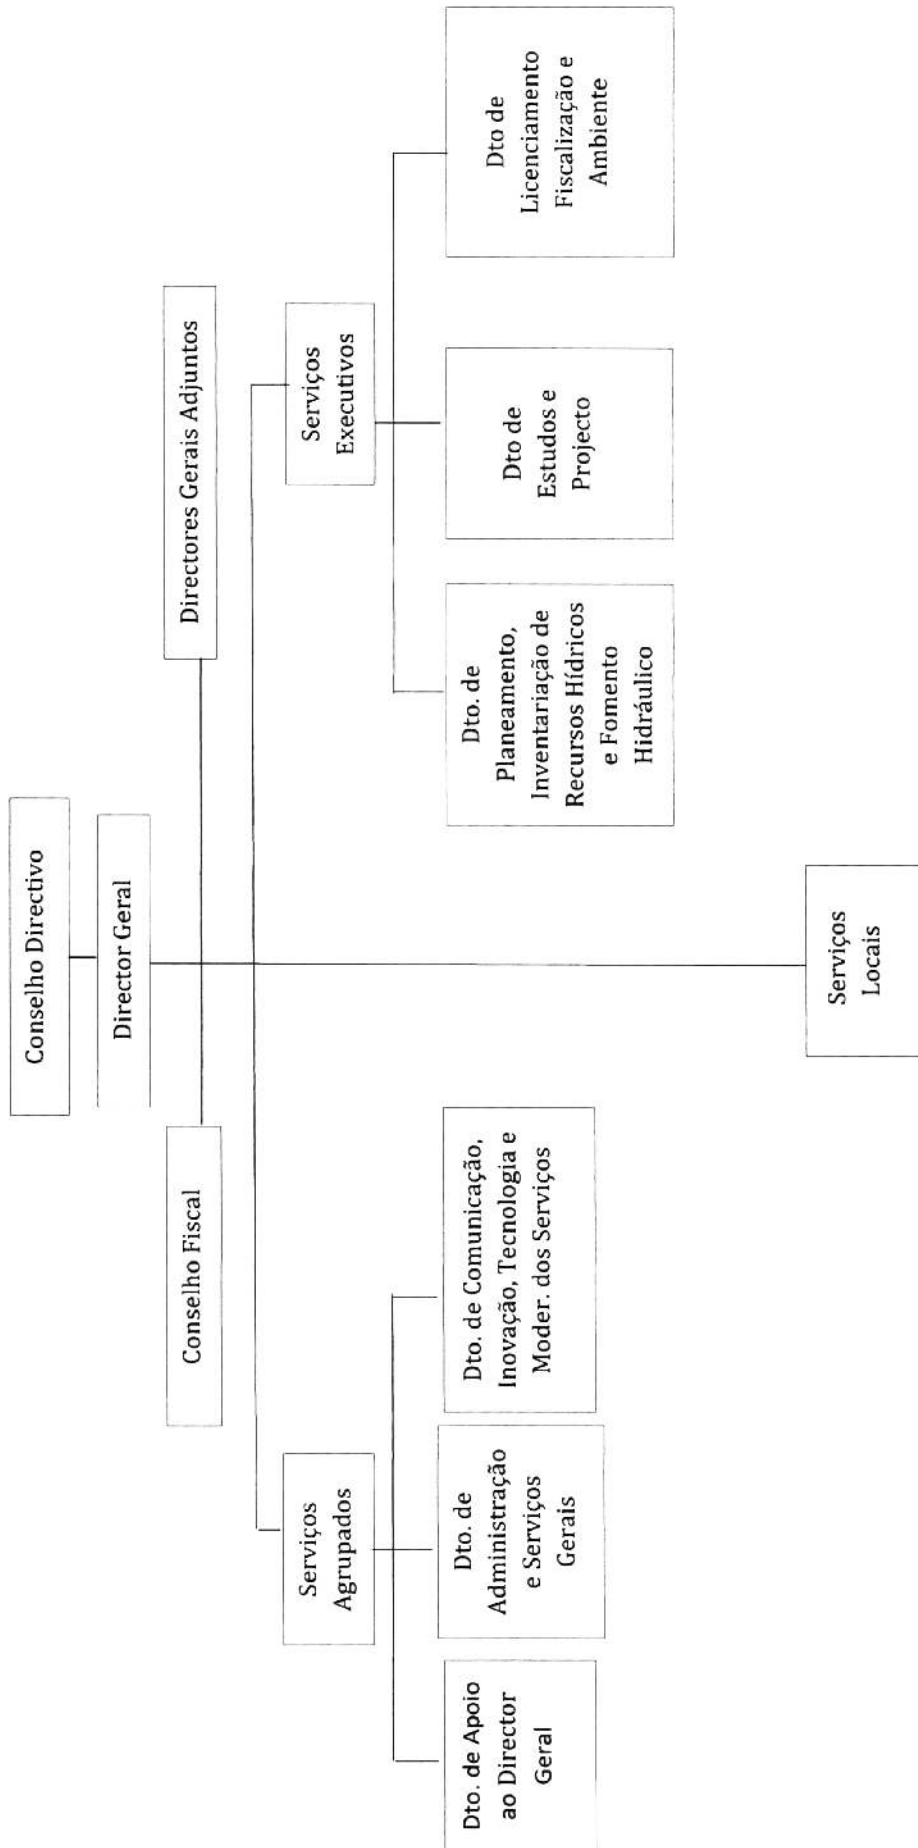 Conselho Directivo
Director Geral
Conselho Fiscal
Directores Gerais Adjuntos
Serviços
Agrupados
Serviços
Executivos
Dto. de Apoio
ao Director
Geral
Dto. de
Administração
e Serviços
Gerais
Dto. de Comunicação,
Inovação, Tecnologia e
Moder. dos Serviços
Dto. de
Planeamento,
Inventariação de
Recursos Hídricos
e Fomento
Hidráulico
Dto de
Estudos e
Projecto
Dto de
Licenciamento
Fiscalização e
Ambiente
Serviços
Locais